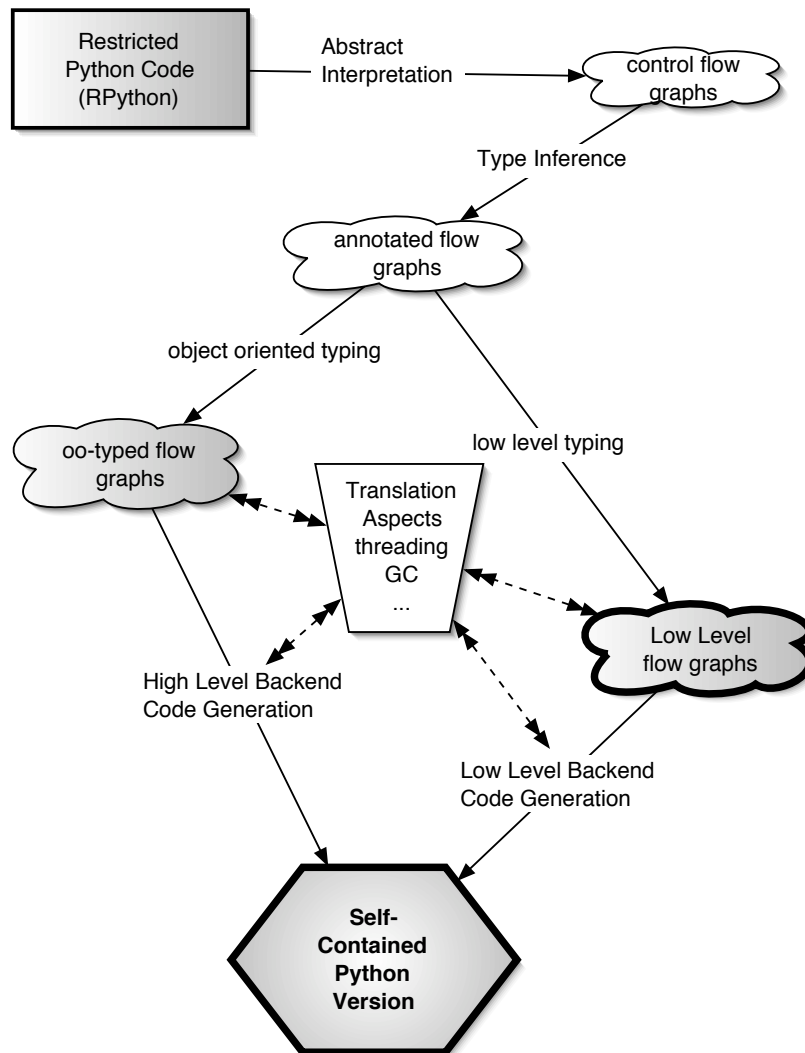 Restricted
Python Code
(RPython)
Abstract
Interpretation
control flow
graphs
Type Inference
annotated flow
graphs
object oriented typing
low level typing
oo-typed flow
graphs
Translation
Aspects
threading
GC
...
Low Level
flow graphs
High Level Backend
Code Generation
Low Level Backend
Code Generation
Self-
Contained
Python
Version